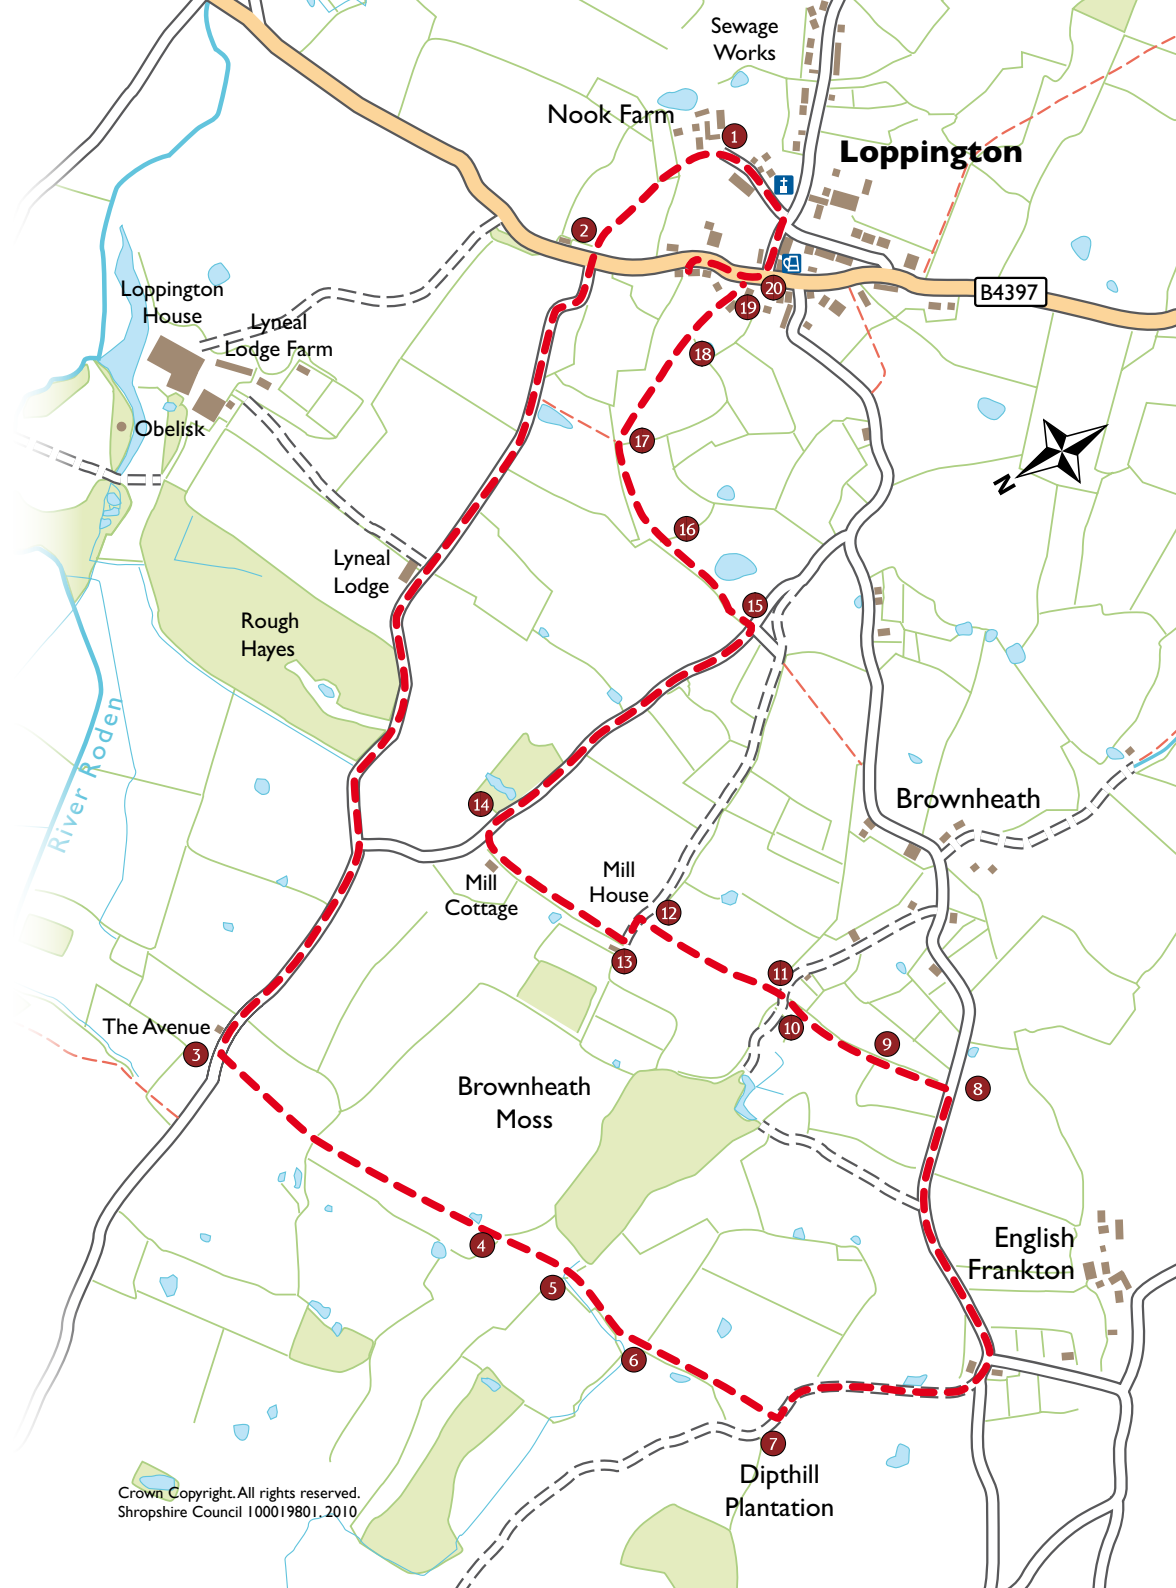 Sewage
Works
Nook Farm
1
Loppington
2
Loppington
House
Lyneal
Lodge Farm
B4397
20
19
18
Obelisk
17
N
16
Lyneal
Lodge
15
Rough
Hayes
River Roden
14
Brownheath
Mill
House
Mill
Cottage
12
13
11
10
The Avenue
3
9
8
Brownheath
Moss
4
English
Frankton
5
6
7
Dipthill
Plantation
Crown Copyright. All rights reserved.
Shropshire Council 100019801. 2010